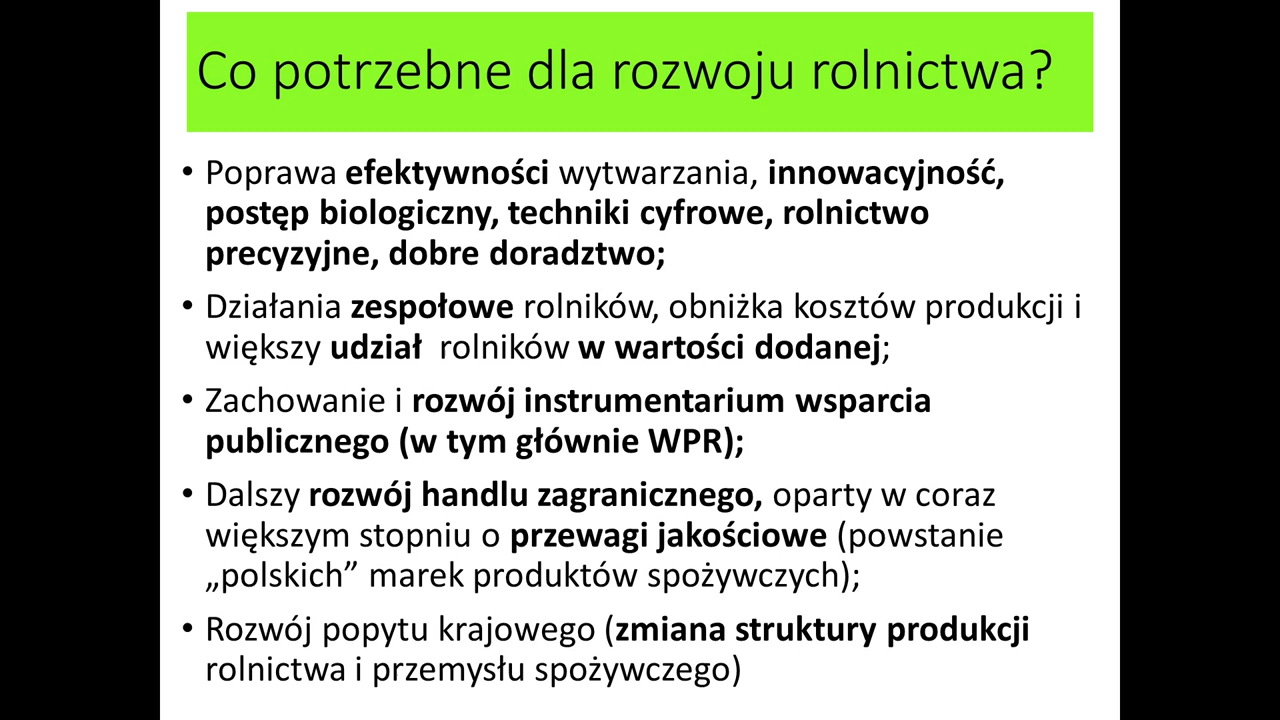 Co potrzebne dla rozwoju rolnictwa?
• Poprawa efektywności wytwarzania, innowacyjność,
postęp biologiczny, techniki cyfrowe, rolnictwo
precyzyjne, dobre doradztwo;
• Działania zespołowe rolników, obniżka kosztów produkcji i
większy udział  rolników w wartości dodanej;
• Zachowanie i rozwój instrumentarium wsparcia
publicznego (w tym głównie WPR);
• Dalszy rozwój handlu zagranicznego, oparty w coraz
większym stopniu o przewagi jakościowe (powstanie
„polskich” marek produktów spożywczych);
• Rozwój popytu krajowego (zmiana struktury produkcji
rolnictwa i przemysłu spożywczego)